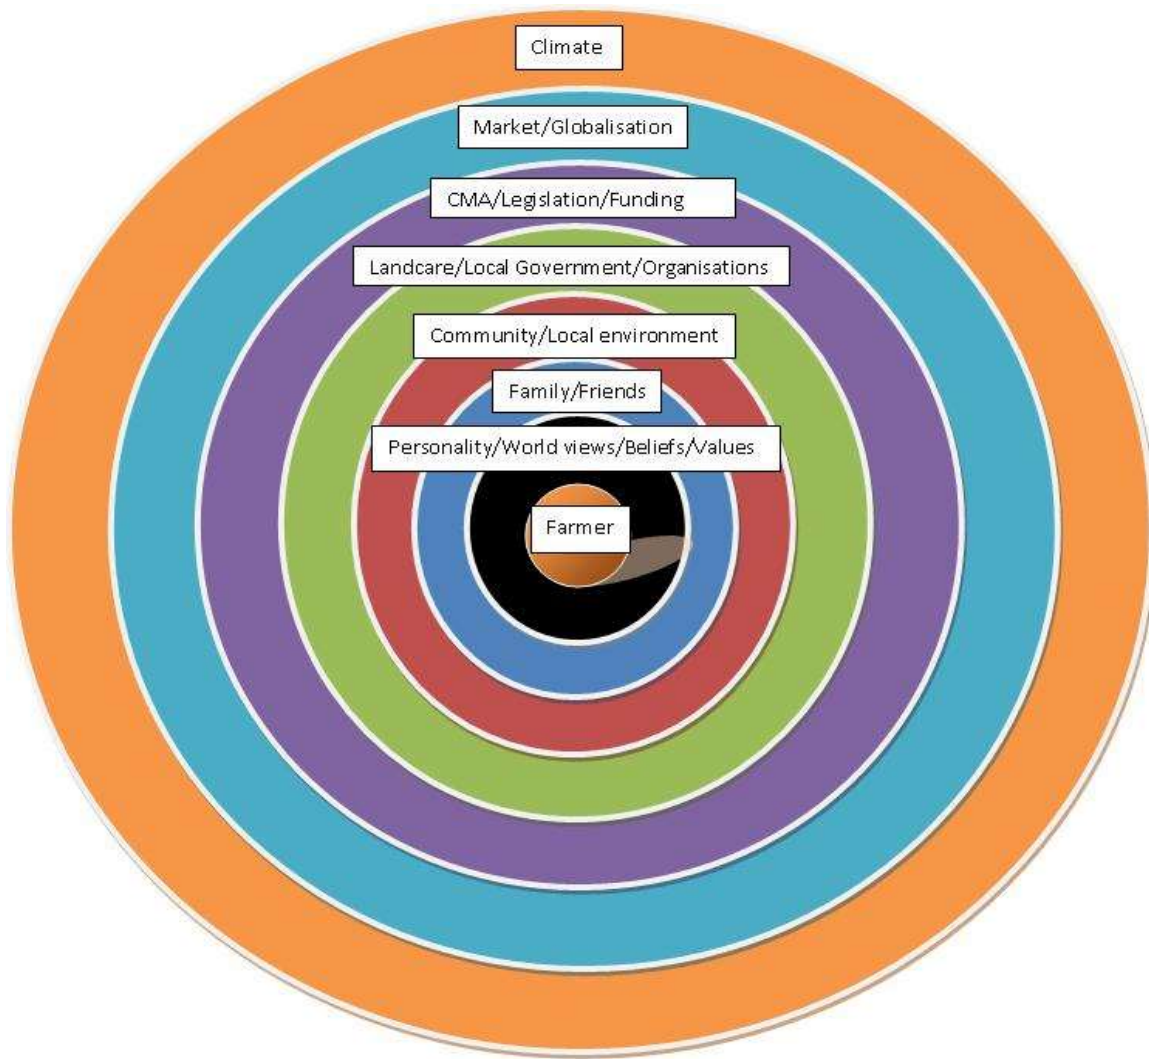 Climate
Market/Globalisation
CMA/Legislation/Funding
Landcare/Local Government/Organisations
Community/Local environment
Family/Friends
Personality/World views/Beliefs/Values
Farmer